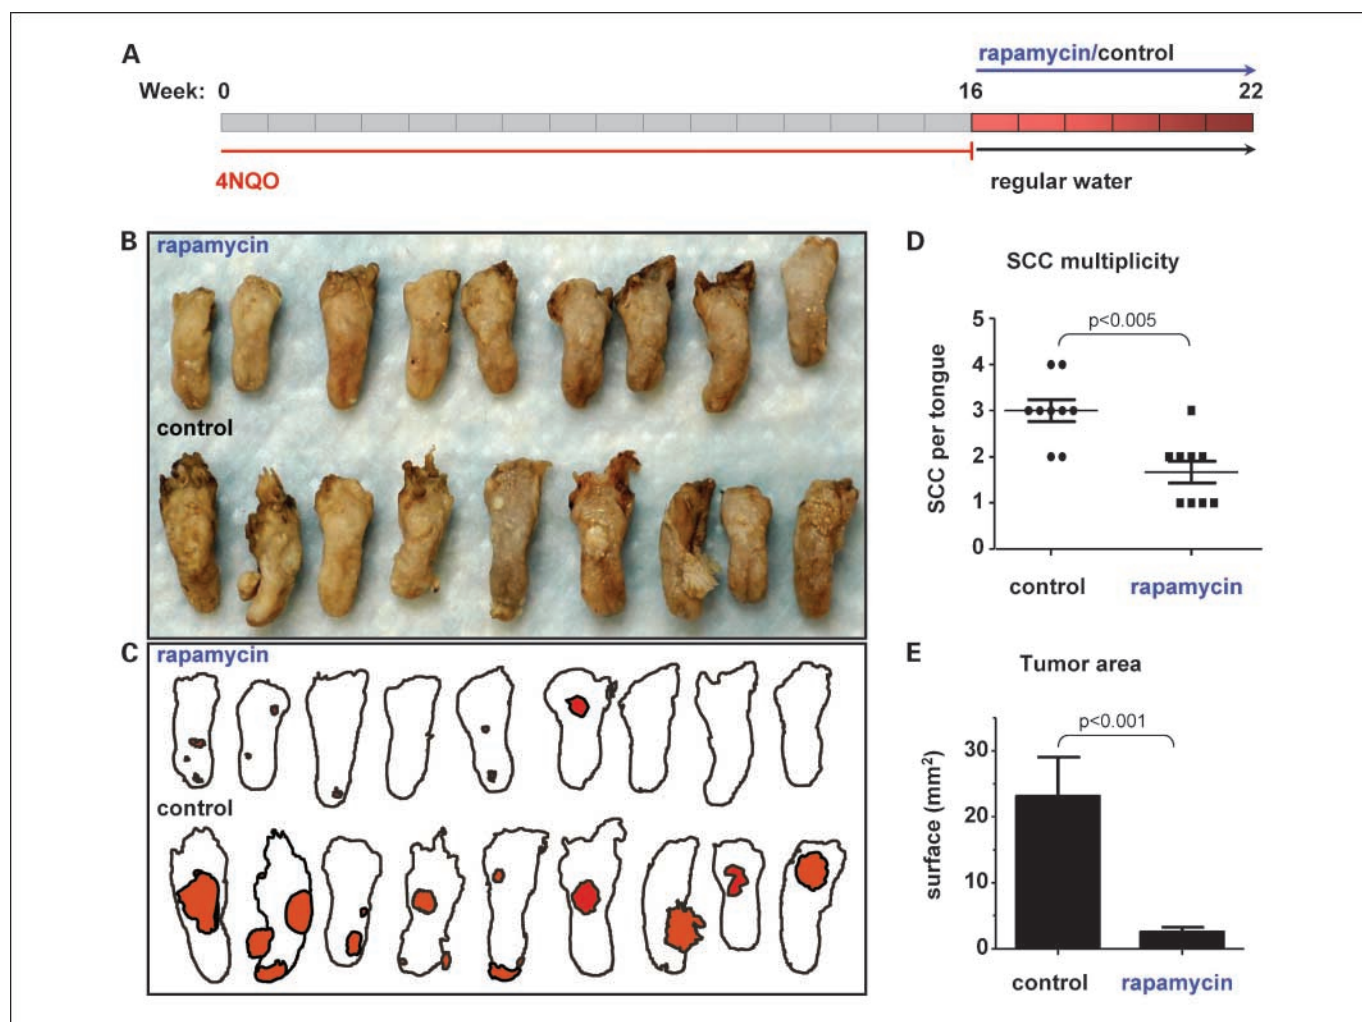 A
rapamycin/control
Week: 0 16 22
4NQO
regular water
B
rapamycin
control
C
rapamycin
control
D
SCC multiplicity
p<0.005
5
4
3
2
1
0
SCC per tongue
control rapamycin
E
Tumor area
p<0.001
30
20
10
0
surface (mm²)
control rapamycin